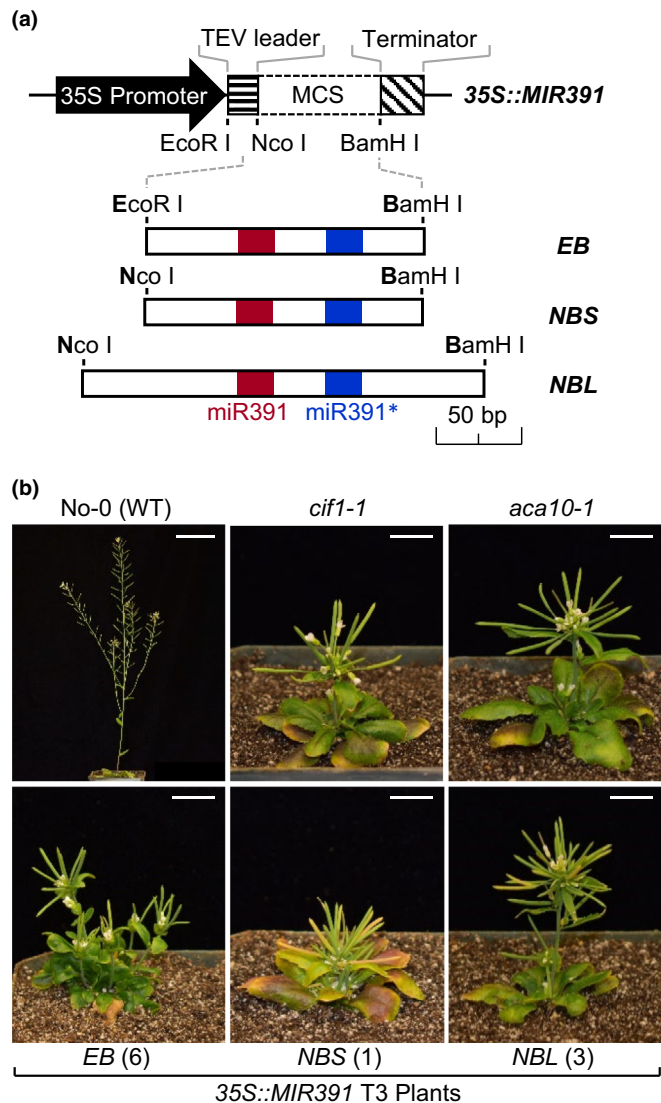 (a)
TEV leader Terminator
35S Promoter MCS 35S::MIR391
EcoR I Nco I BamH I
EcoR I BamH I
EB
Nco I BamH I
NBS
Nco I BamH I
NBL
miR391 miR391* 50 bp
(b)
No-0 (WT) cif1-1 aca10-1
EB (6) NBS (1) NBL (3)
35S::MIR391 T3 Plants